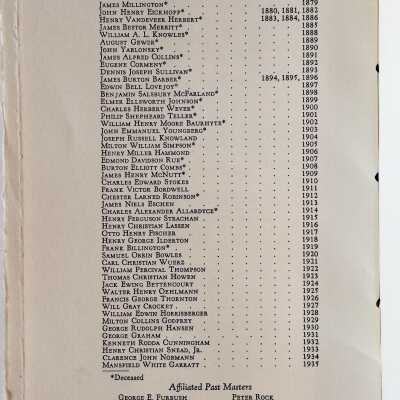 JAMES MILLINGTON* . . . 1879
JOHN HENRY EICKHOFF* . . . 1880, 1881, 1882
HENRY VANDEVEER HERBERT* . . . 1883, 1884, 1886
JAMES BESTOR MERRITT* . . . 1885
WILLIAM A. L. KNOWLES* . . . 1888
AUGUST GEWER* . . . 1889
JOHN YARLONSKY* . . . 1890
JAMES ALFRED COLLINS* . . . 1891
EUGENE CORMENY* . . . 1892
DENNIS JOSEPH SULLIVAN* . . . 1893
JAMES BURTON BARBER* . . . 1894, 1895, 1896
EDWIN BELL LOVEJOY* . . . 1897
BENJAMIN SALSBURY MCFARLAND* . . . 1898
ELMER ELLSWORTH JOHNSON* . . . 1899
CHARLES HERBERT WEVER* . . . 1900
PHILIP SHEPHEARD TELLER* . . . 1901
WILLIAM HENRY MOORE BAURHYTE* . . . 1902
JOHN EMMANUEL YOUNGBERG* . . . 1903
JOSEPH RUSSELL KNOWLAND . . . 1904
MILTON WILLIAM SIMPSON* . . . 1905
HENRY MILLER HAMMOND . . . 1906
EDMOND DAVIDSON RUE* . . . 1907
BURTON ELLIOTT COMBS* . . . 1908
JAMES HENRY MCNUTT* . . . 1909
CHARLES EDWARD STOKES . . . 1910
FRANK VICTOR BORDWELL . . . 1911
CHESTER LARNED ROBINSON* . . . 1912
JAMES NIELS ESCHEN . . . 1913
CHARLES ALEXANDER ALLARDYCE* . . . 1914
HENRY FERGUSON STRACHAN . . . 1915
HENRY CHRISTIAN LASSEN . . . 1916
OTTO HENRY FISCHER . . . 1917
HENRY GEORGE ILDERTON . . . 1918
FRANK BILLINGTON* . . . 1919
SAMUEL ORRIN BOWLES . . . 1920
CARL CHRISTIAN WUERZ . . . 1921
WILLIAM PERCIVAL THOMPSON . . . 1922
THOMAS CHRISTIAN HOWEN . . . 1923
JACK EWING BETTENCOURT . . . 1924
WALTER HENRY OEHLMANN . . . 1925
FRANCIS GEORGE THORNTON . . . 1926
WILL GRAY CROCKET . . . 1927
WILLIAM EDWIN HORRISBERGER . . . 1928
MILTON COLLINS GODFREY . . . 1929
GEORGE RUDOLPH HANSEN . . . 1930
GEORGE GRAHAM . . . 1931
KENNETH RODDA CUNNINGHAM . . . 1932
HENRY CHRISTIAN SNEAD, JR. . . . 1933
CLARENCE JOHN NORMANN . . . 1934
MANSFIELD WHITE GARRATT . . . 1935
*Deceased
Affiliated Past Masters
GEORGE E. FURBUSH PETER ROCK